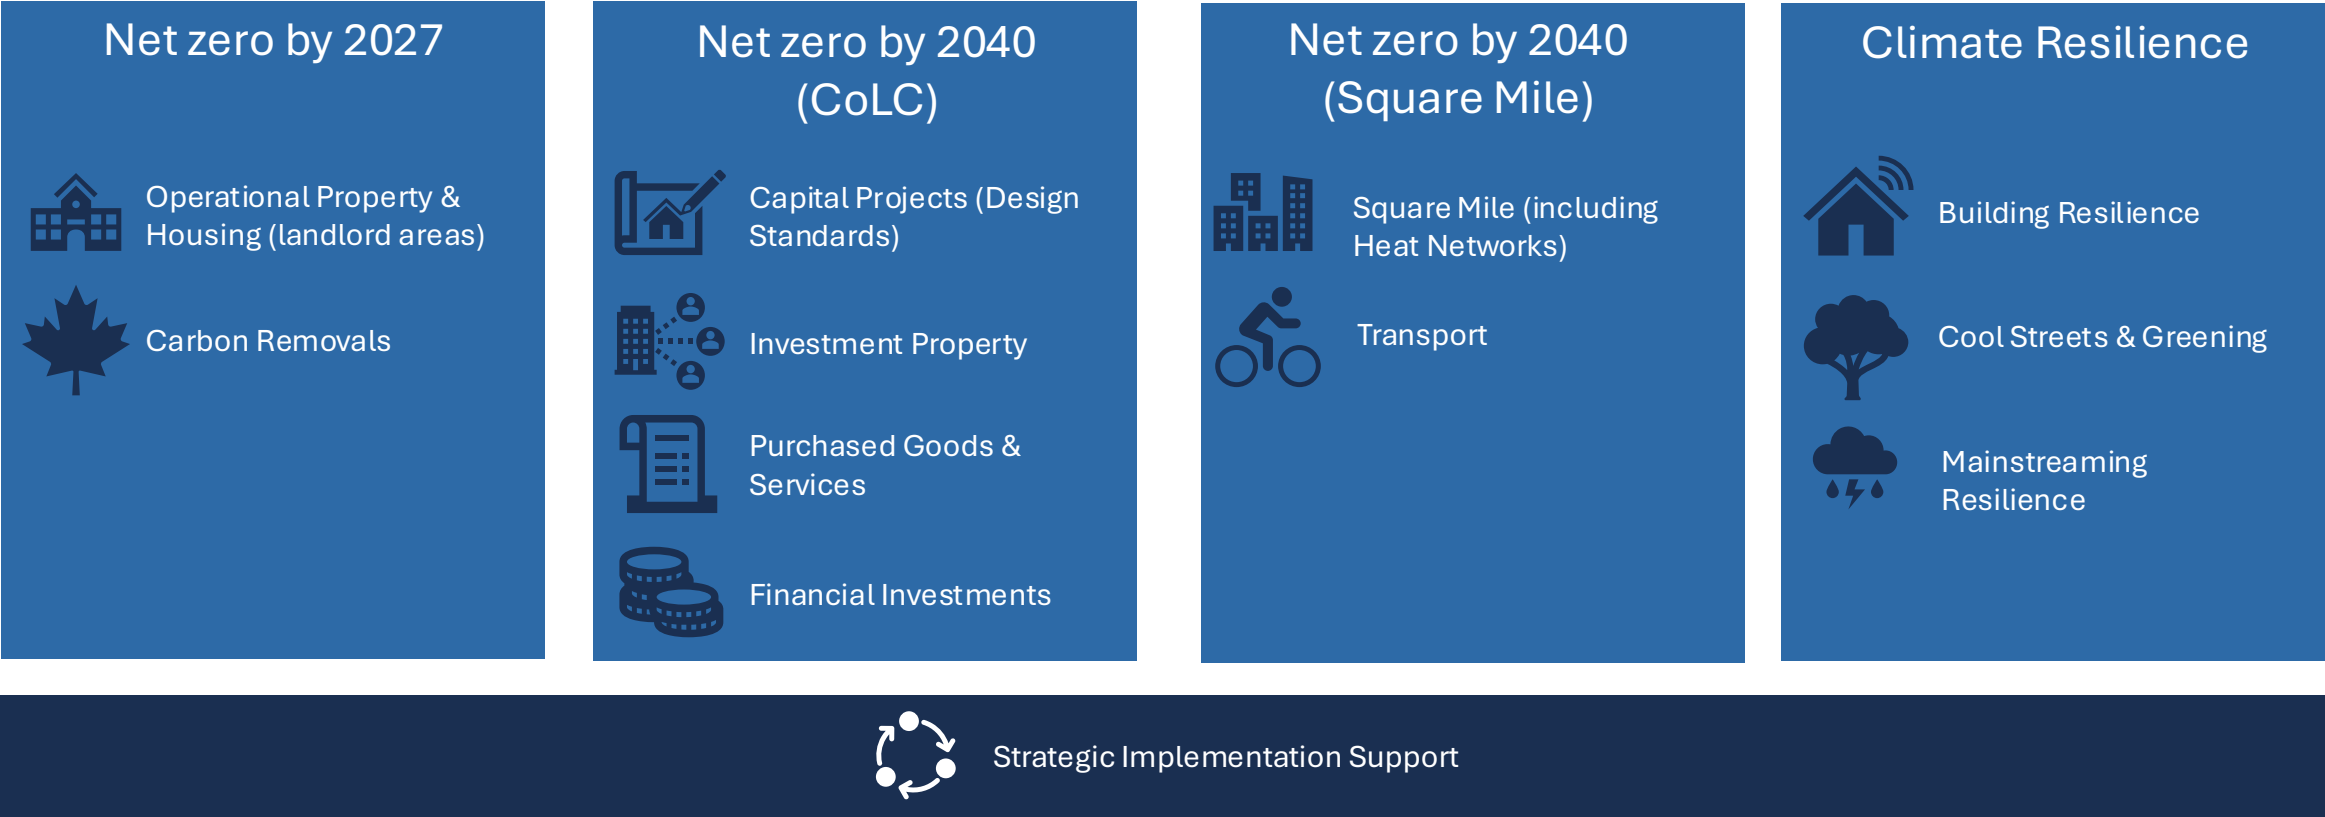 Net zero by 2027
Operational Property &
Housing (landlord areas)
Carbon Removals
Net zero by 2040
(CoLC)
Capital Projects (Design
Standards)
Investment Property
Purchased Goods &
Services
Financial Investments
Net zero by 2040
(Square Mile)
Square Mile (including
Heat Networks)
Transport
Climate Resilience
Building Resilience
Cool Streets & Greening
Mainstreaming
Resilience
Strategic Implementation Support